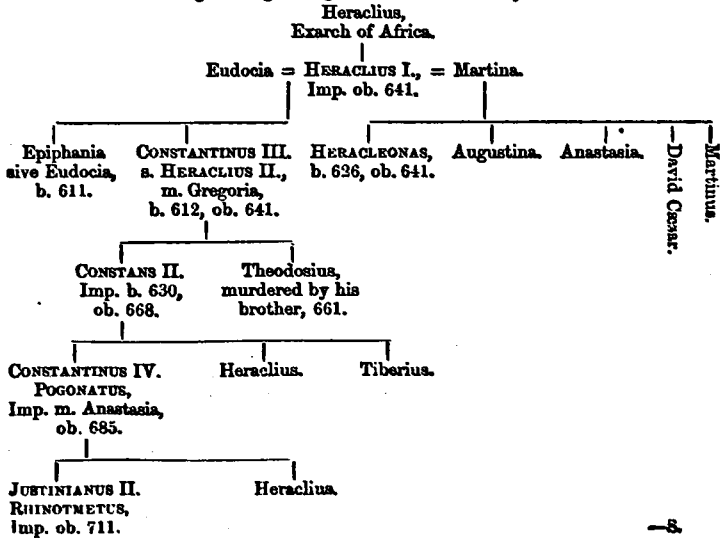 Heraclius,
Exarch of Africa.
Eudocia = HERACLIUS I., = Martina.
Imp. ob. 641.
Epiphania
sive Eudocia,
b. 611.
CONSTANTINUS III.
s. HERACLIUS II.,
m. Gregoria,
b. 612, ob. 641.
HERACLEONAS,
b. 626, ob. 641.
Augustina.
Anastasia.
David Cæsar.
Martinus.
CONSTANS II.
Imp. b. 630,
ob. 668.
Theodosius,
murdered by his
brother, 661.
CONSTANTINUS IV.
POGONATUS,
Imp. m. Anastasia,
ob. 685.
Heraclius.
Tiberius.
JUSTINIANUS II.
RHINOTMETUS,
Imp. ob. 711.
Heraclius.
—S.